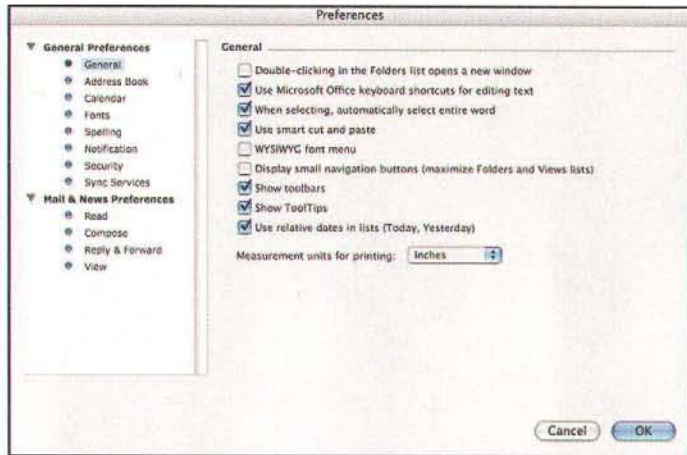 Preferences
General Preferences
General
Address Book
Calendar
Fonts
Spelling
Notification
Security
Sync Services
Mail & News Preferences
Read
Compose
Reply & Forward
View
General
Double-clicking in the Folders list opens a new window
Use Microsoft Office keyboard shortcuts for editing text
When selecting, automatically select entire word
Use smart cut and paste
WYSIWYG font menu
Display small navigation buttons (maximize Folders and Views lists)
Show toolbars
Show ToolTips
Use relative dates in lists (Today, Yesterday)
Measurement units for printing: Inches
Cancel OK